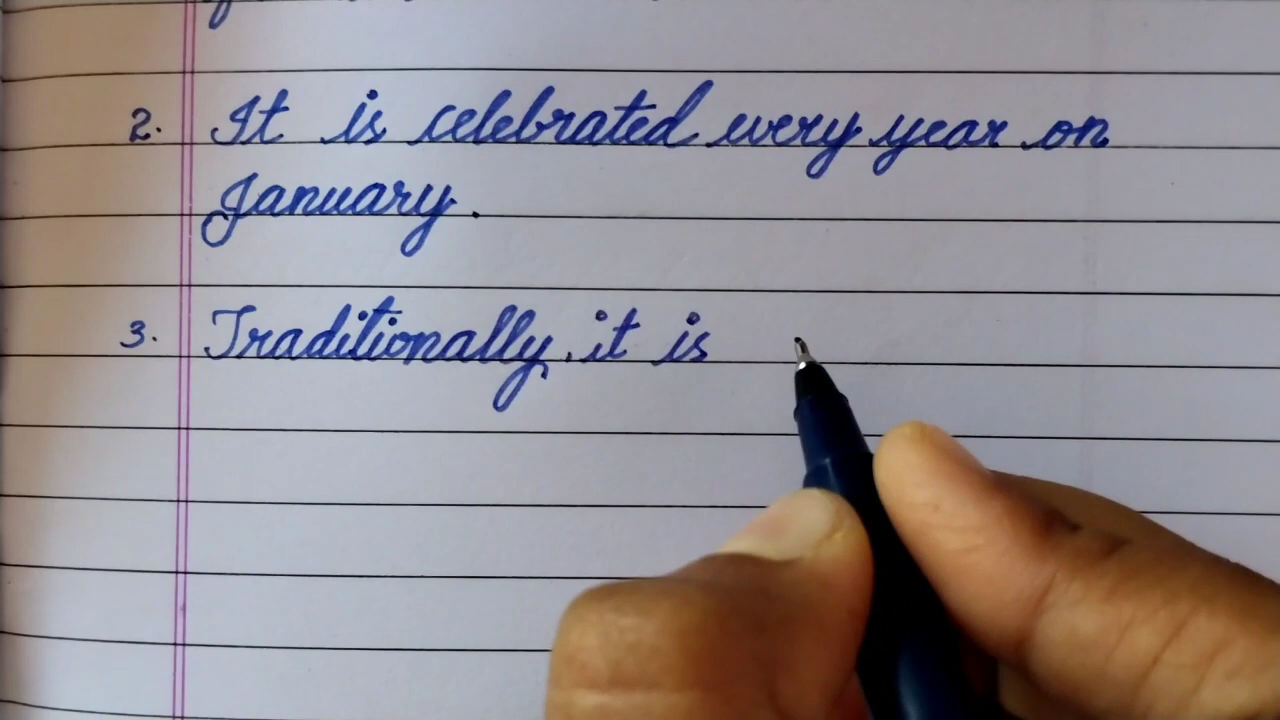 2. It is celebrated every year on
January.
3. Traditionally, it is